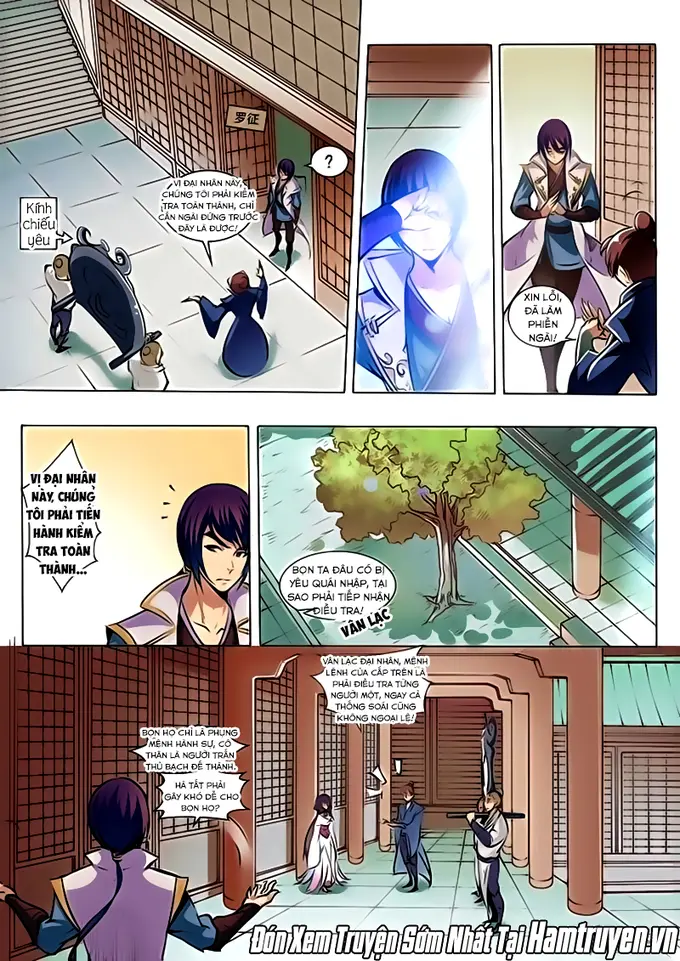 罗征
?
VỊ ĐẠI NHÂN NÀY,
CHÚNG TÔI PHẢI KIỂM
TRA TOÀN THÀNH, CHỈ
CẦN NGÀI ĐỨNG TRƯỚC
ĐÂY LÀ ĐƯỢC!
Kính
chiếu
yêu
XIN LỖI,
ĐÃ LÀM
PHIỀN
NGÀI!
VỊ ĐẠI NHÂN
NÀY, CHÚNG
TÔI PHẢI TIẾN
HÀNH KIỂM
TRA TOÀN
THÀNH...
BỌN TA ĐÂU CÓ BỊ
YÊU QUÁI NHẬP, TẠI
SAO PHẢI TIẾP NHẬN
ĐIỀU TRA!
VÂN LẠC
VÂN LẠC ĐẠI NHÂN, MỆNH
LỆNH CỦA CẤP TRÊN LÀ
PHẢI ĐIỀU TRA TỪNG
NGƯỜI MỘT, NGAY CẢ
THỐNG SOÁI CŨNG
KHÔNG NGOẠI LỆ!
BỌN HỌ CHỈ LÀ PHỤNG
MỆNH HÀNH SỰ, CÓ
THÂN LÀ NGƯỜI TRẤN
THỦ BẠCH ĐẾ THÀNH.
HÀ TẤT PHẢI
GÂY KHÓ DỄ CHO
BỌN HỌ?
!
Đón Xem Truyện Sớm Nhất Tại Hamtruyen.vn